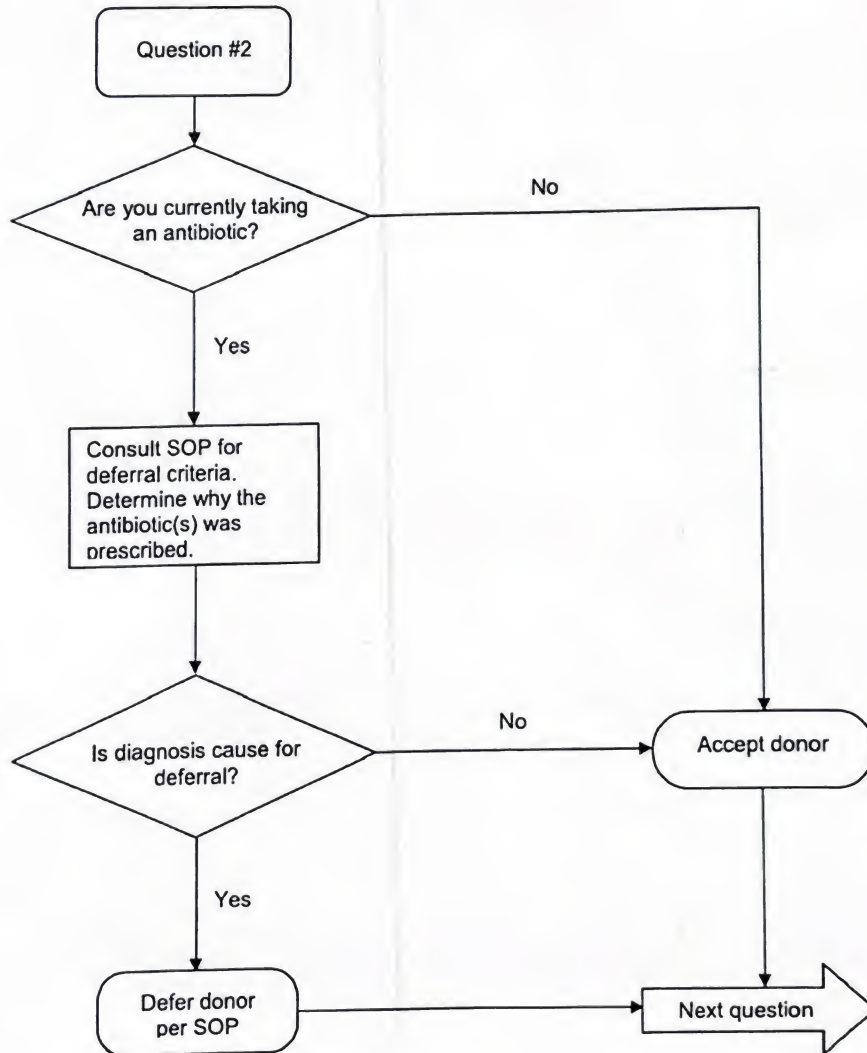 Question #2
Are you currently taking
an antibiotic?
No
Yes
Consult SOP for
deferral criteria.
Determine why the
antibiotic(s) was
prescribed.
Is diagnosis cause for
deferral?
No
Accept donor
Yes
Defer donor
per SOP
Next question